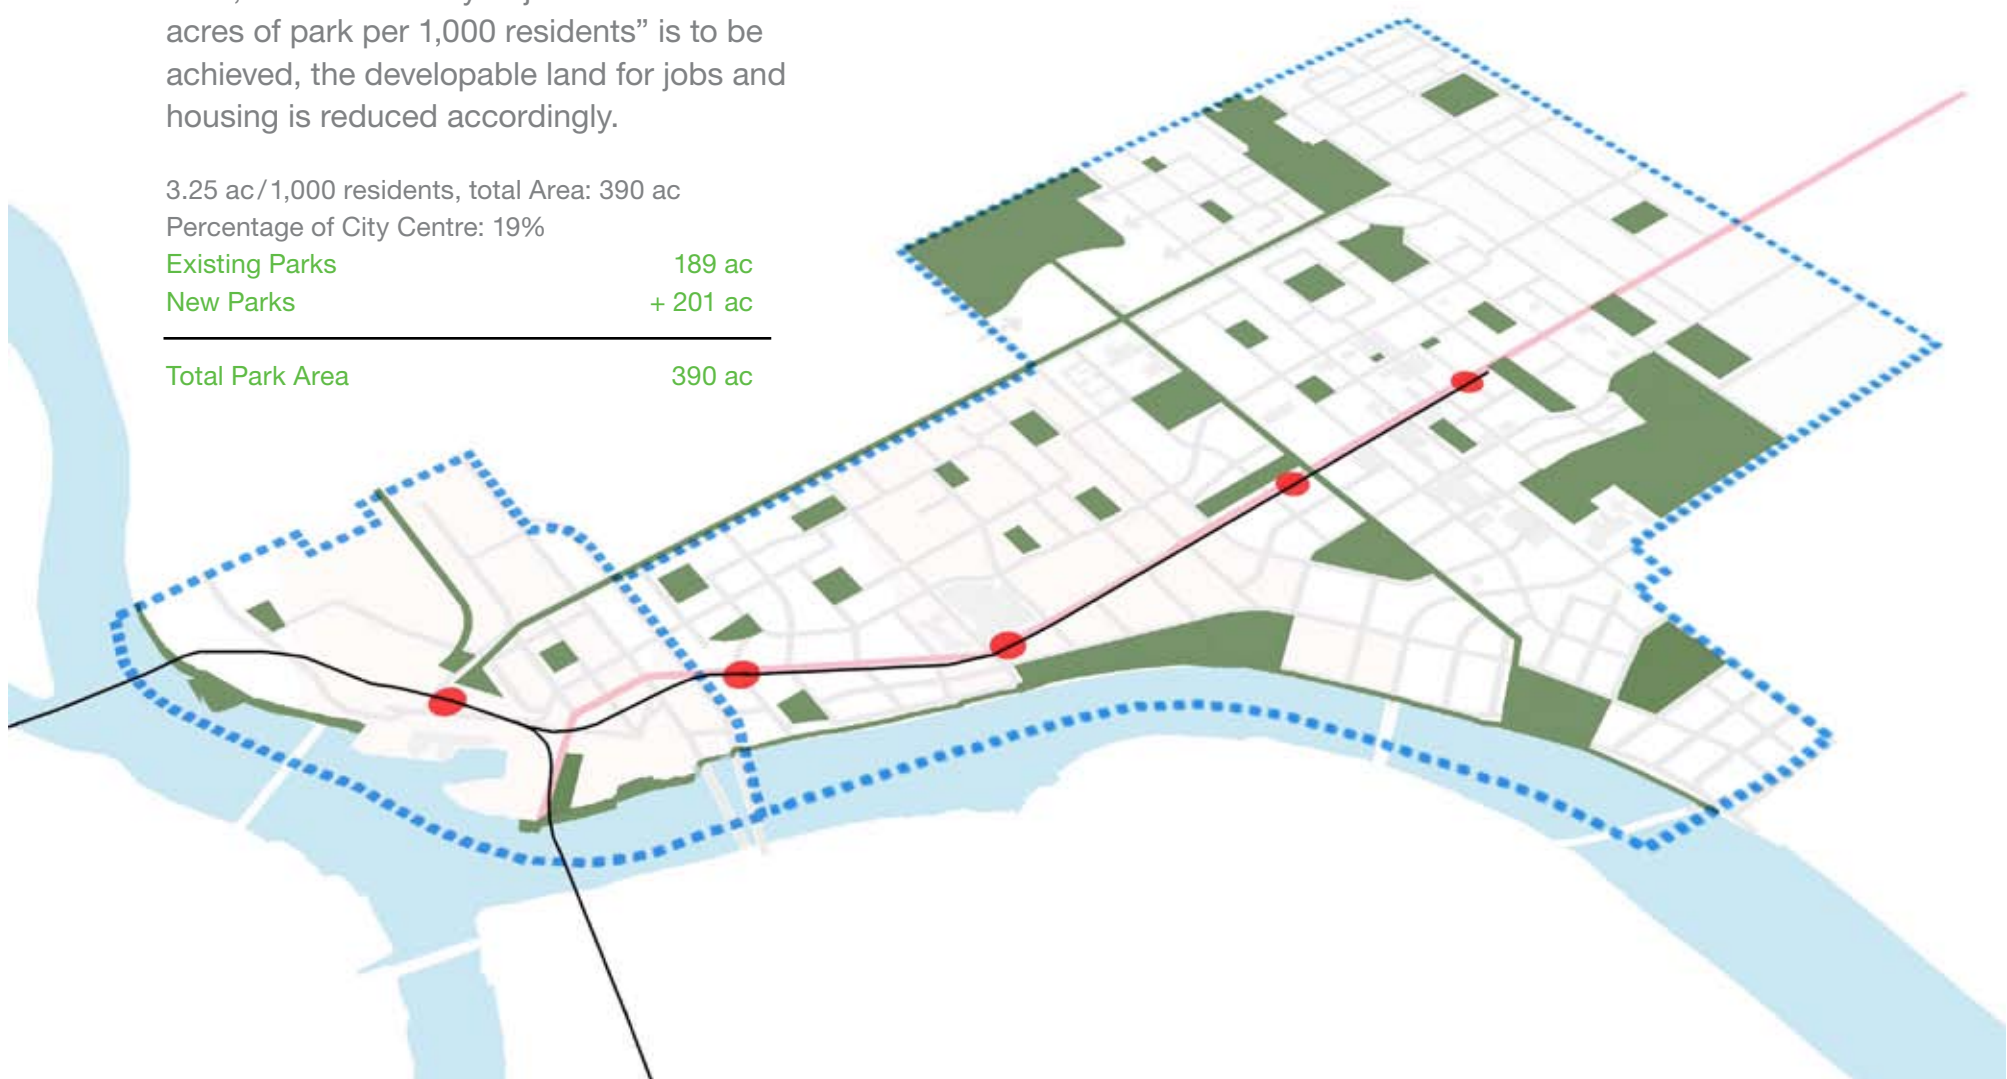 acres of park per 1,000 residents” is to be
achieved, the developable land for jobs and
housing is reduced accordingly.
3.25 ac/1,000 residents, total Area: 390 ac
Percentage of City Centre: 19%
Existing Parks 189 ac
New Parks + 201 ac
Total Park Area 390 ac